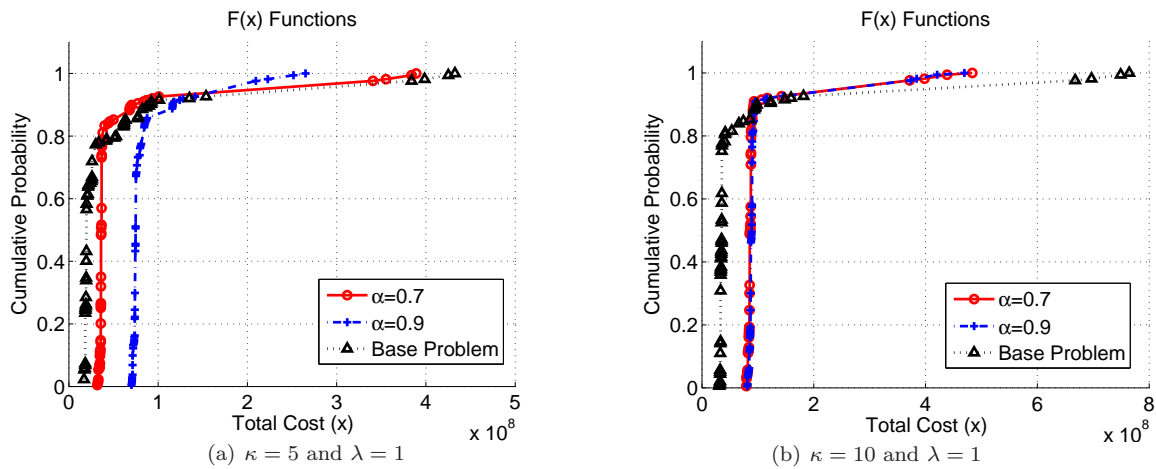 F(x) Functions
1
0.8
0.6
0.4
0.2
0
Cumulative Probability
α=0.7
α=0.9
Base Problem
0 1 2 3 4 5
Total Cost (x)
x 10^8
(a) κ = 5 and λ = 1
F(x) Functions
1
0.8
0.6
0.4
0.2
0
Cumulative Probability
α=0.7
α=0.9
Base Problem
0 2 4 6 8
Total Cost (x)
x 10^8
(b) κ = 10 and λ = 1